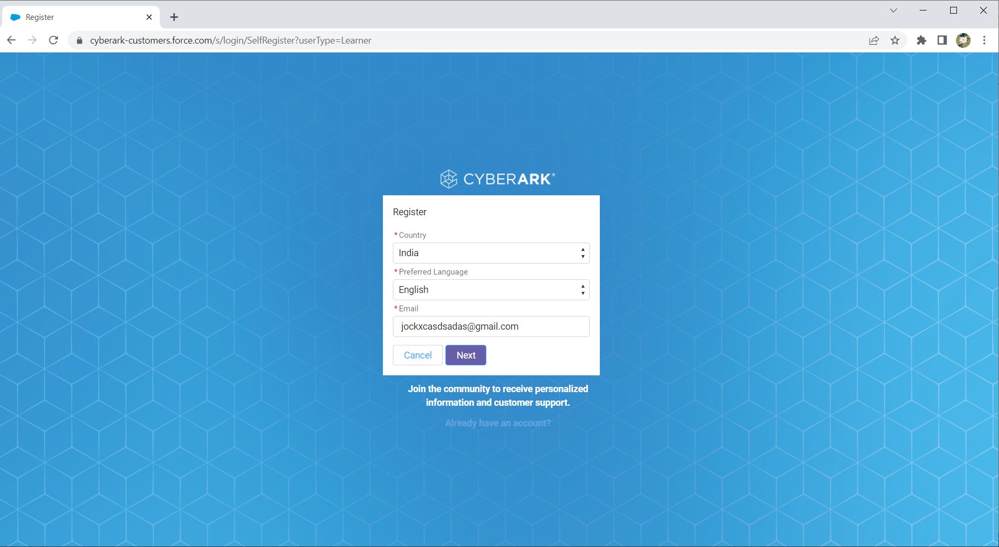 Register
cyberark-customers.force.com/s/login/SelfRegister?userType=Learner
CYBERARK®
Register
*Country
India
*Preferred Language
English
*Email
jockxcasdsadas@gmail.com
Cancel Next
Join the community to receive personalized
information and customer support.
Already have an account?